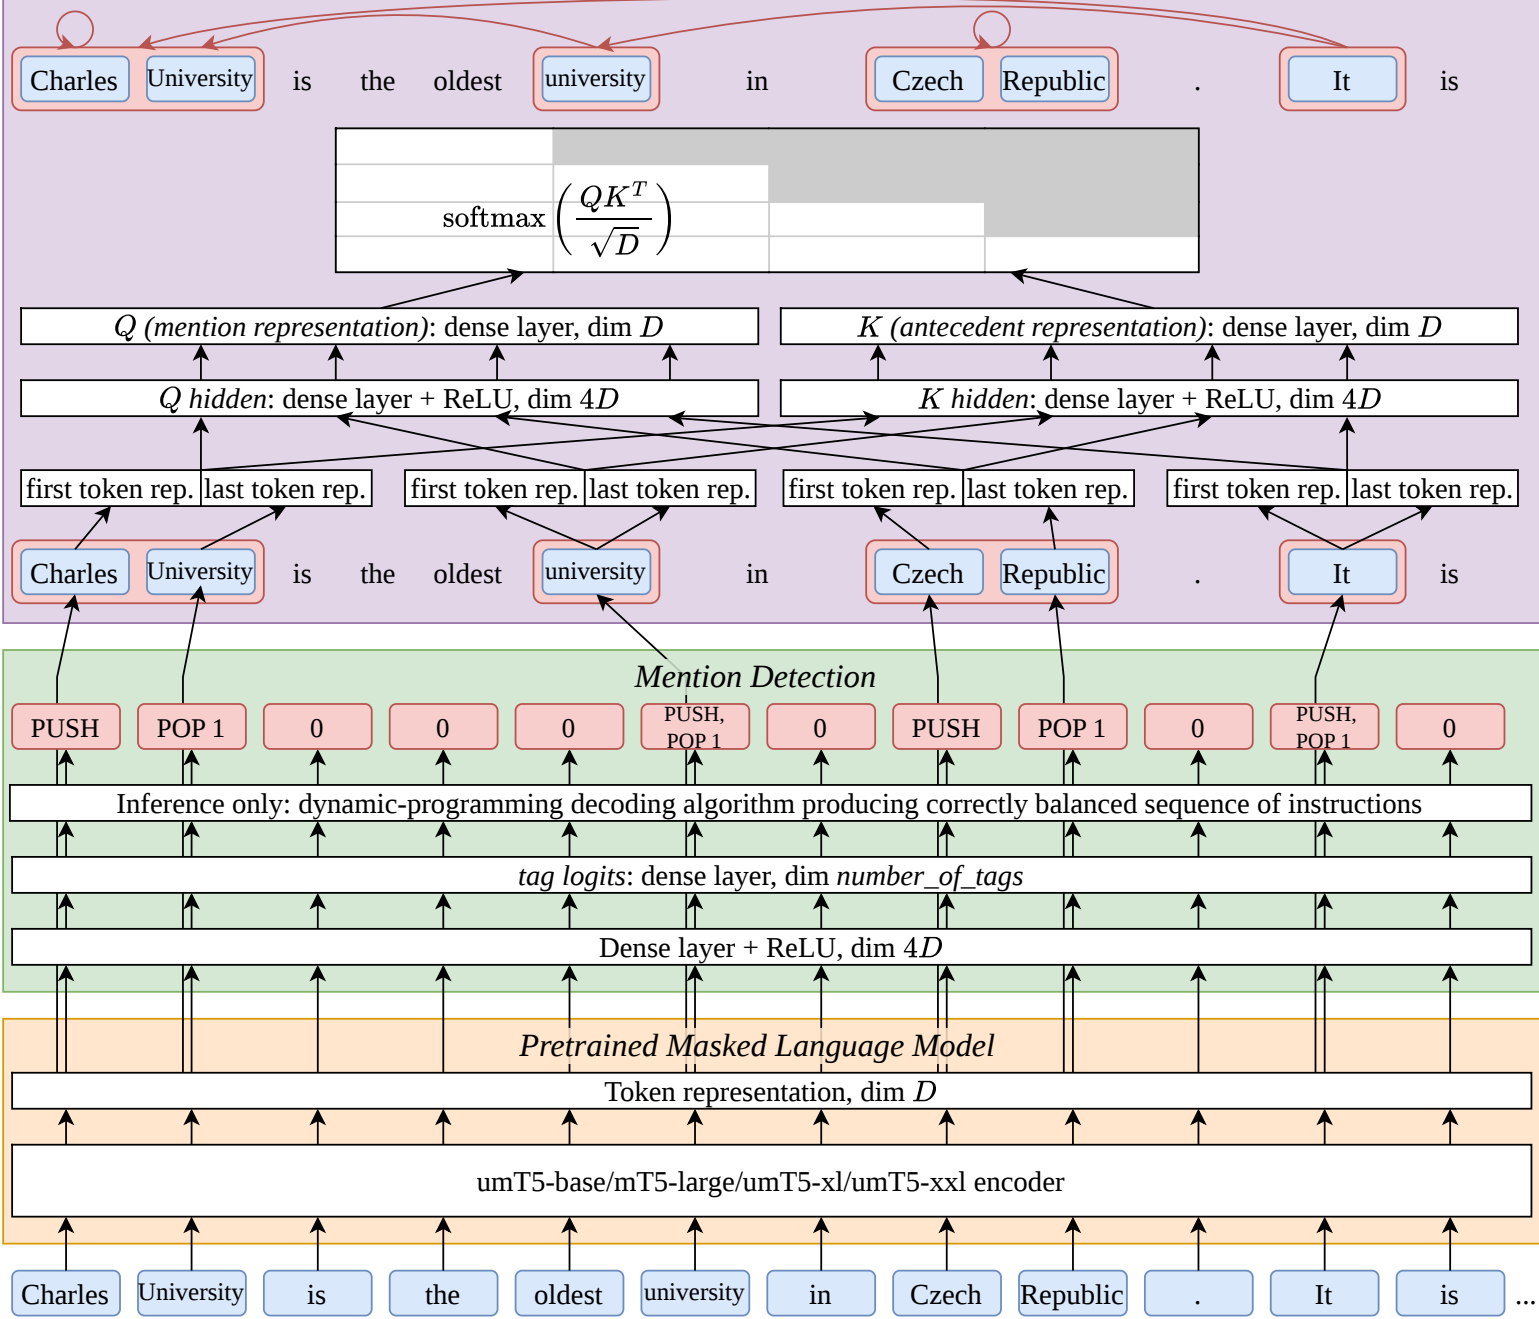 Charles University is the oldest university in Czech Republic . It is
softmax(QK^T/√D)
Q (mention representation): dense layer, dim D
K (antecedent representation): dense layer, dim D
Q hidden: dense layer + ReLU, dim 4D
K hidden: dense layer + ReLU, dim 4D
first token rep. last token rep. first token rep. last token rep. first token rep. last token rep. first token rep. last token rep.
Charles University is the oldest university in Czech Republic . It is
Mention Detection
PUSH POP 1 0 0 0 PUSH, POP 1 0 PUSH POP 1 0 PUSH, POP 1 0
Inference only: dynamic-programming decoding algorithm producing correctly balanced sequence of instructions
tag logits: dense layer, dim number_of_tags
Dense layer + ReLU, dim 4D
Pretrained Masked Language Model
Token representation, dim D
umT5-base/mT5-large/umT5-xl/umT5-xxl encoder
Charles University is the oldest university in Czech Republic . It is ...